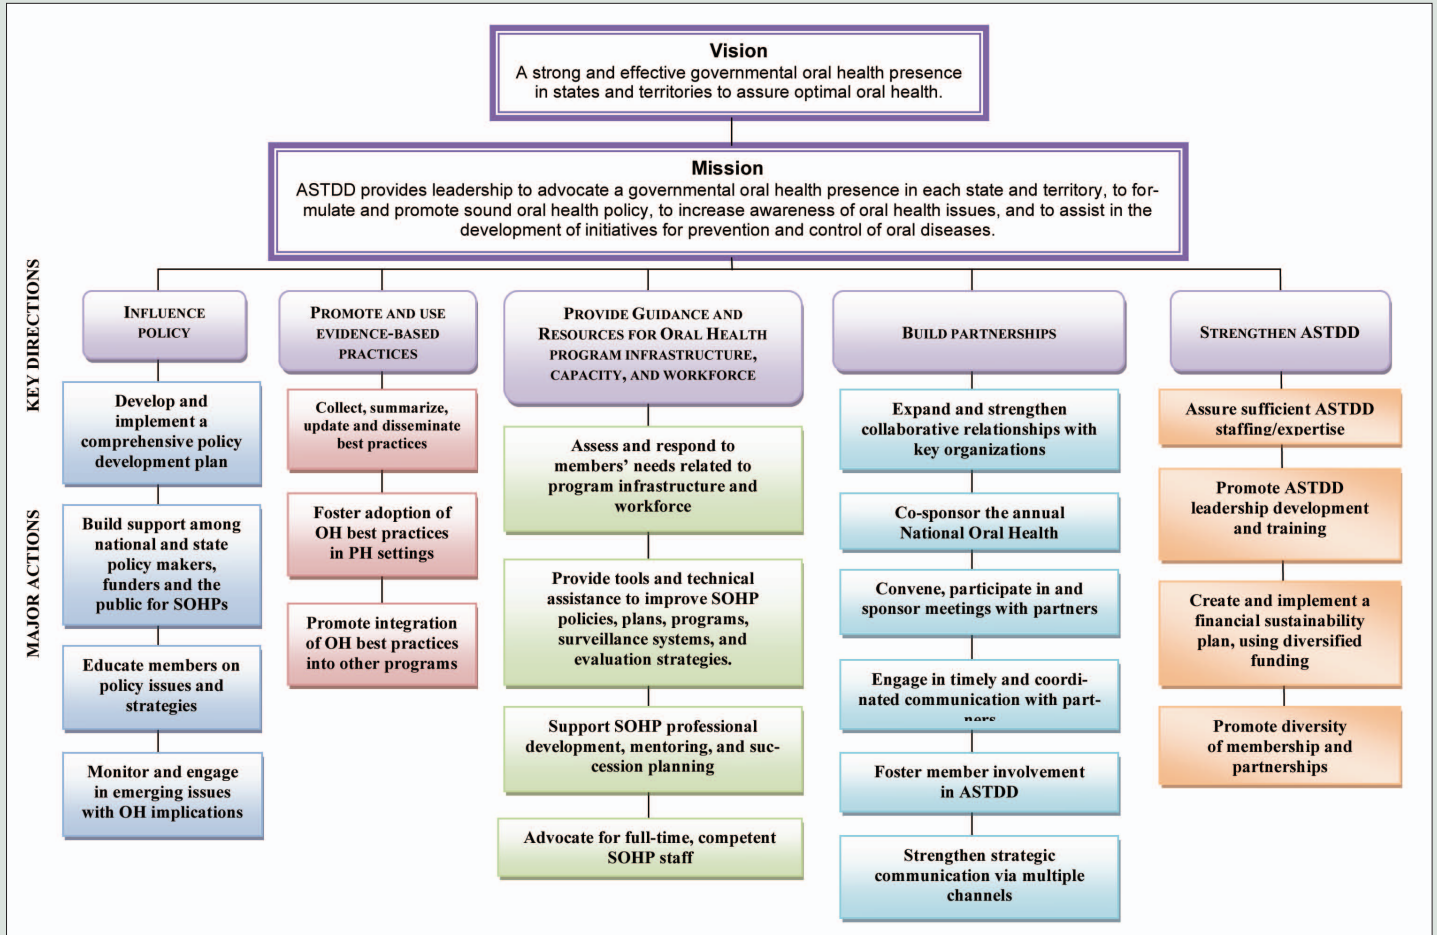 Vision
A strong and effective governmental oral health presence
in states and territories to assure optimal oral health.
Mission
ASTDD provides leadership to advocate a governmental oral health presence in each state and territory, to for-
mulate and promote sound oral health policy, to increase awareness of oral health issues, and to assist in the
development of initiatives for prevention and control of oral diseases.
KEY DIRECTIONS
INFLUENCE
POLICY
PROMOTE AND USE
EVIDENCE-BASED
PRACTICES
PROVIDE GUIDANCE AND
RESOURCES FOR ORAL HEALTH
PROGRAM INFRASTRUCTURE,
CAPACITY, AND WORKFORCE
BUILD PARTNERSHIPS
STRENGTHEN ASTDD
MAJOR ACTIONS
Develop and
implement a
comprehensive policy
development plan
Build support among
national and state
policy makers,
funders and the
public for SOHPs
Educate members on
policy issues and
strategies
Monitor and engage
in emerging issues
with OH implications
Collect, summarize,
update and disseminate
best practices
Foster adoption of
OH best practices
in PH settings
Promote integration
of OH best practices
into other programs
Assess and respond to
members’ needs related to
program infrastructure and
workforce
Provide tools and technical
assistance to improve SOHP
policies, plans, programs,
surveillance systems, and
evaluation strategies.
Support SOHP professional
development, mentoring, and suc-
cession planning
Advocate for full-time, competent
SOHP staff
Expand and strengthen
collaborative relationships with
key organizations
Co-sponsor the annual
National Oral Health
Convene, participate in and
sponsor meetings with partners
Engage in timely and coordi-
nated communication with part-
ners
Foster member involvement
in ASTDD
Strengthen strategic
communication via multiple
channels
Assure sufficient ASTDD
staffing/expertise
Promote ASTDD
leadership development
and training
Create and implement a
financial sustainability
plan, using diversified
funding
Promote diversity
of membership and
partnerships